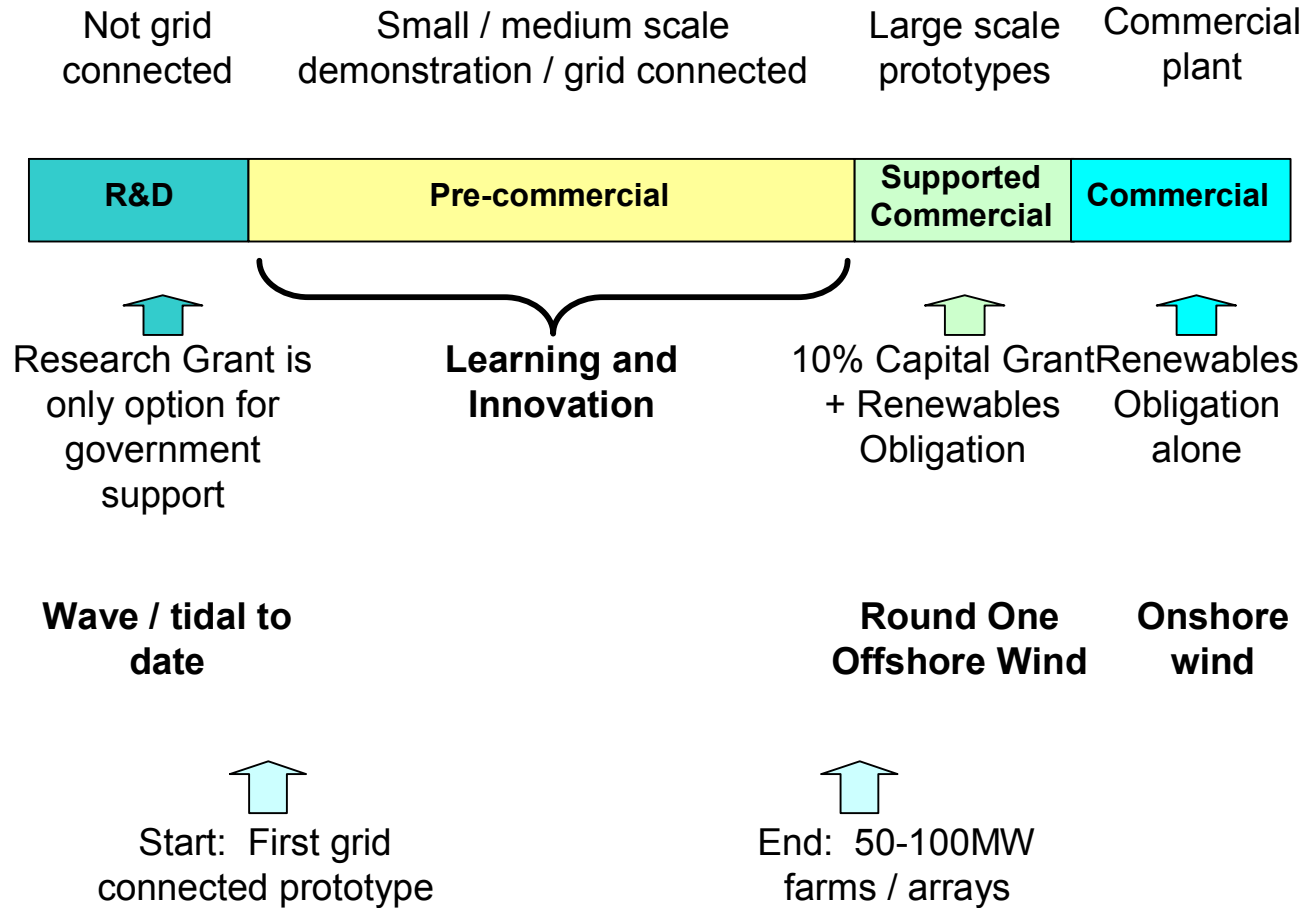 Not grid
connected
Small / medium scale
demonstration / grid connected
Large scale
prototypes
Commercial
plant
R&D
Pre-commercial
Supported
Commercial
Commercial
Research Grant is
only option for
government
support
Learning and
Innovation
10% Capital Grant
+ Renewables
Obligation
Renewables
Obligation
alone
Wave / tidal to
date
Round One
Offshore Wind
Onshore
wind
Start: First grid
connected prototype
End: 50-100MW
farms / arrays